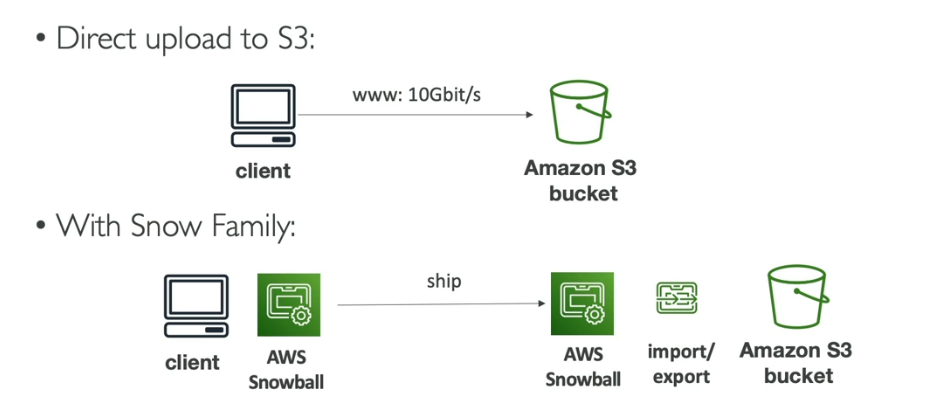 • Direct upload to S3:
www: 10Gbit/s
client
Amazon S3
bucket
• With Snow Family:
ship
client
AWS
Snowball
AWS
Snowball
import/
export
Amazon S3
bucket